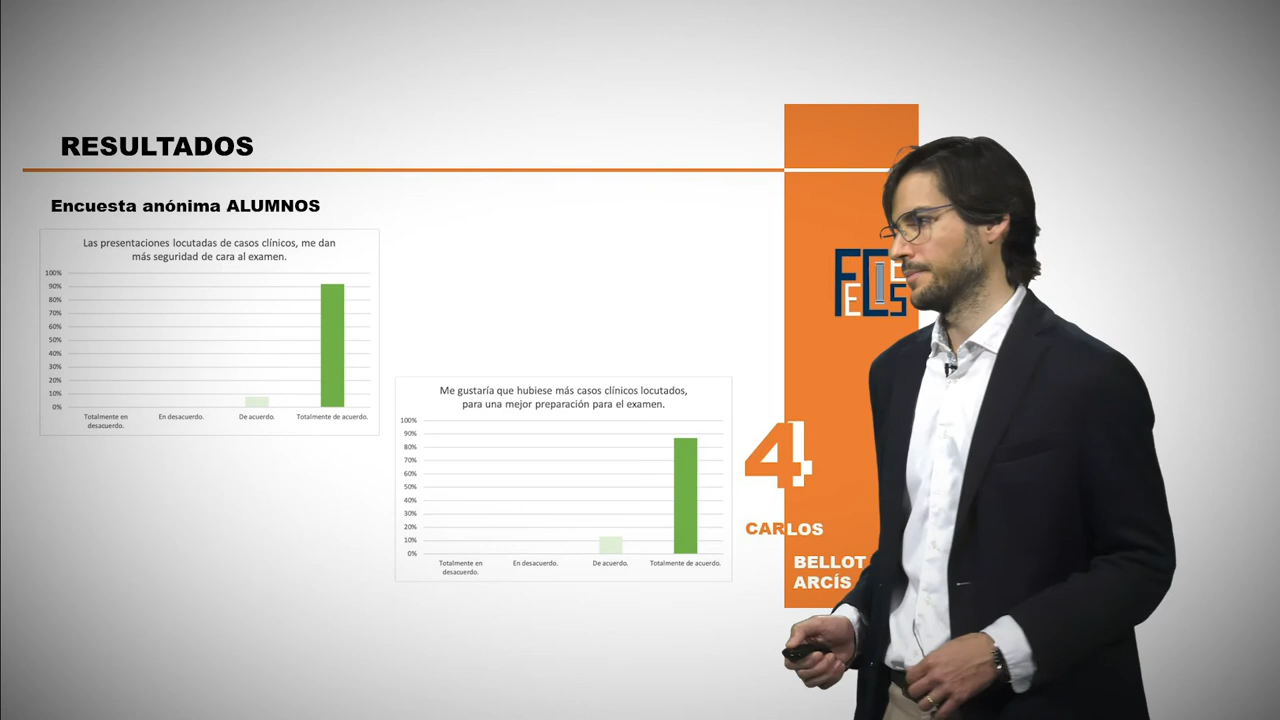 RESULTADOS
Encuesta anónima ALUMNOS
Las presentaciones locutadas de casos clínicos, me dan
más seguridad de cara al examen.
100%
90%
80%
70%
60%
50%
40%
30%
20%
10%
0%
Totalmente en
desacuerdo.
En desacuerdo.
De acuerdo.
Totalmente de acuerdo.
Me gustaría que hubiese más casos clínicos locutados,
para una mejor preparación para el examen.
100%
90%
80%
70%
60%
50%
40%
30%
20%
10%
0%
Totalmente en
desacuerdo.
En desacuerdo.
De acuerdo.
Totalmente de acuerdo.
4
CARLOS
BELLOT
ARCÍS